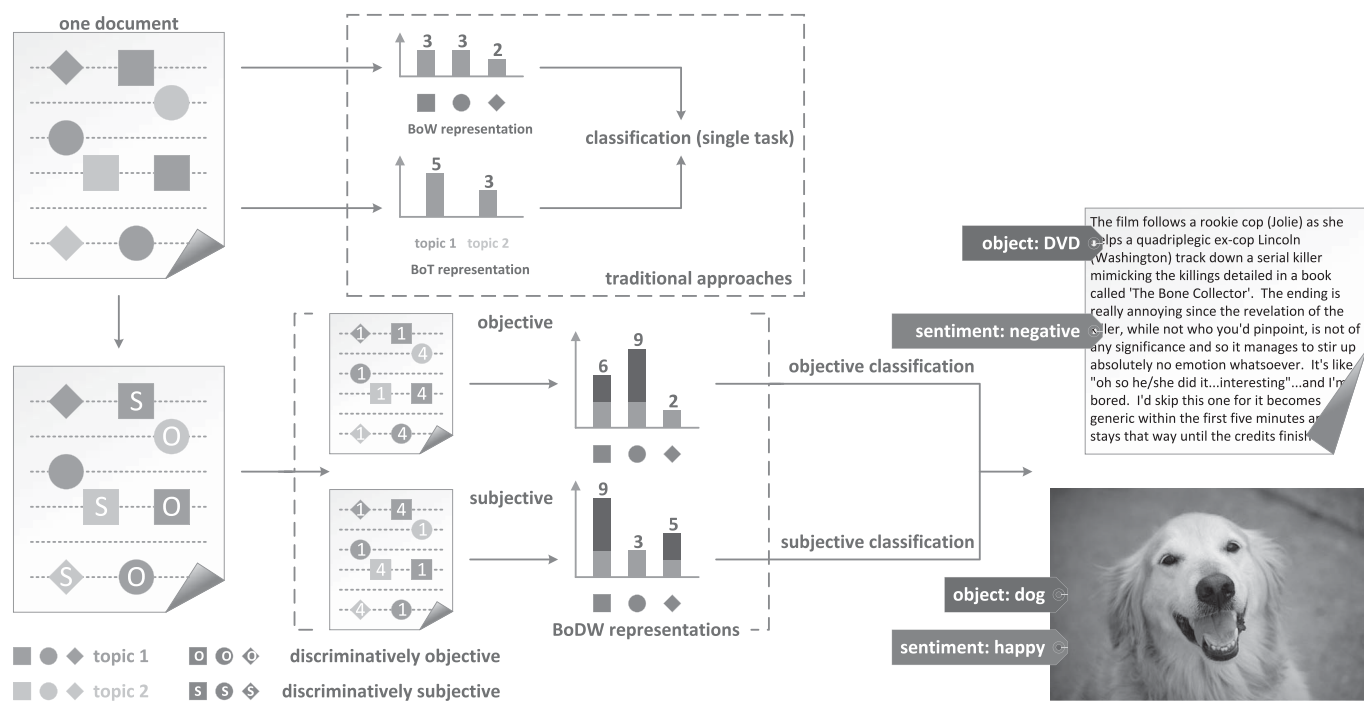 one document
3 3 2
BoW representation
classification (single task)
5
3
topic 1 topic 2
BoT representation
traditional approaches
S
O
S O
S O
topic 1
topic 2
O O O discriminatively objective
S S S discriminatively subjective
objective
1 1
4
1
1 4
1 4
6 9 2
subjective
1 4
1
1
4 1
4 1
9 3 5
BoDW representations
objective classification
subjective classification
object: DVD
sentiment: negative
The film follows a rookie cop (Jolie) as she
helps a quadriplegic ex-cop Lincoln
(Washington) track down a serial killer
mimicking the killings detailed in a book
called 'The Bone Collector'. The ending is
really annoying since the revelation of the
killer, while not who you'd pinpoint, is not of
any significance and so it manages to stir up
absolutely no emotion whatsoever. It's like
"oh so he/she did it...interesting"...and I'm
bored. I'd skip this one for it becomes
generic within the first five minutes
stays that way until the credits finish
object: dog
sentiment: happy